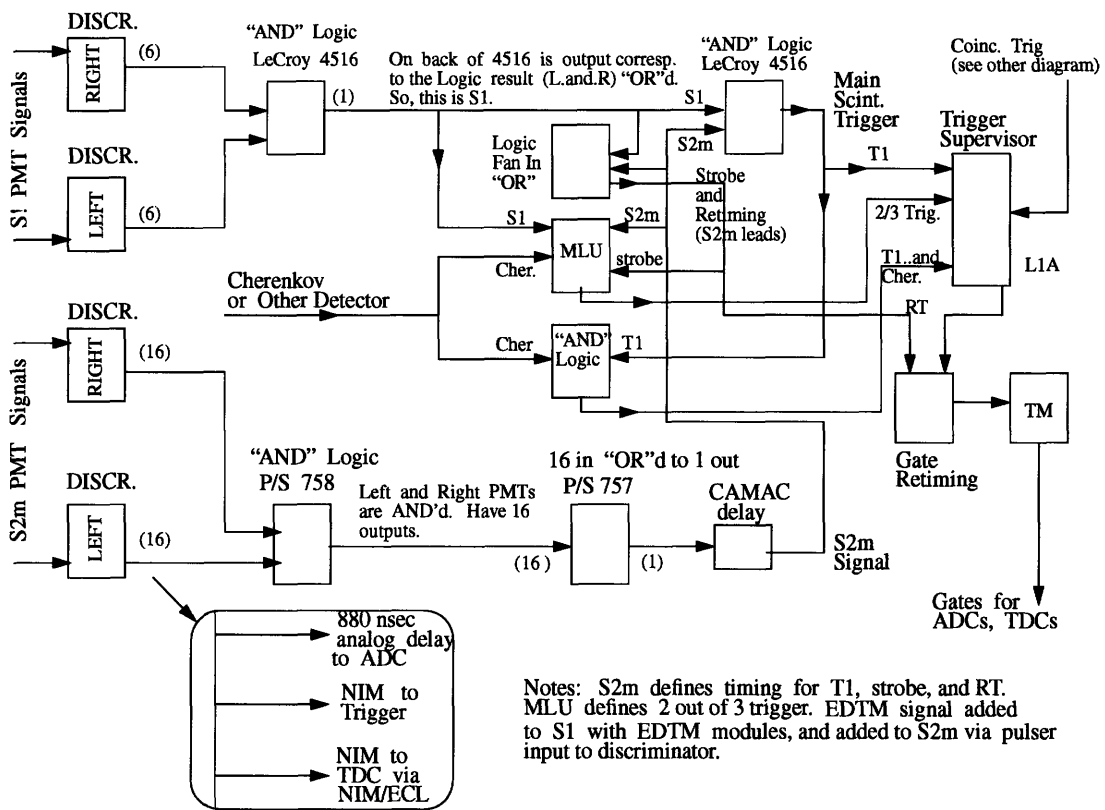 DISCR.
RIGHT
(6)
"AND" Logic
LeCroy 4516
On back of 4516 is output corresp.
to the Logic result (L.and.R) "OR"d.
So, this is S1.
(1)
S! PMT Signals
DISCR.
LEFT
(6)
"AND" Logic
LeCroy 4516
S1
S2m
Main
Scint.
Trigger
Coinc. Trig
(see other diagram)
Trigger
Supervisor
Logic
Fan In
"OR"
Strobe
and
Retiming
(S2m leads)
T1
2/3 Trig.
S1
S2m
MLU
Cher.
strobe
T1..and
Cher.
L1A
RT
Cherenkov
or Other Detector
Cher
"AND"
Logic
T1
DISCR.
RIGHT
(16)
S2m PMT Signals
DISCR.
LEFT
(16)
"AND" Logic
P/S 758
Left and Right PMTs
are AND'd. Have 16
outputs.
(16)
16 in "OR"d to 1 out
P/S 757
(1)
CAMAC
delay
S2m
Signal
Gate
Retiming
TM
Gates for
ADCs, TDCs
880 nsec
analog delay
to ADC
NIM to
Trigger
NIM to
TDC via
NIM/ECL
Notes: S2m defines timing for T1, strobe, and RT.
MLU defines 2 out of 3 trigger. EDTM signal added
to S1 with EDTM modules, and added to S2m via pulser
input to discriminator.